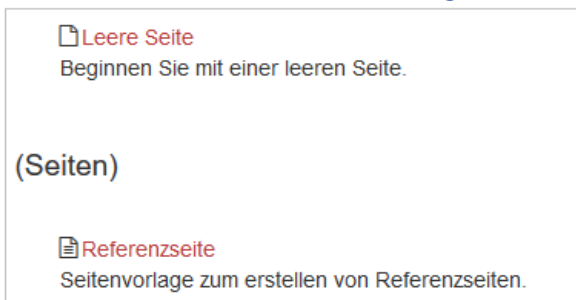 Leere Seite
Beginnen Sie mit einer leeren Seite.
(Seiten)
Referenzseite
Seitenvorlage zum erstellen von Referenzseiten.